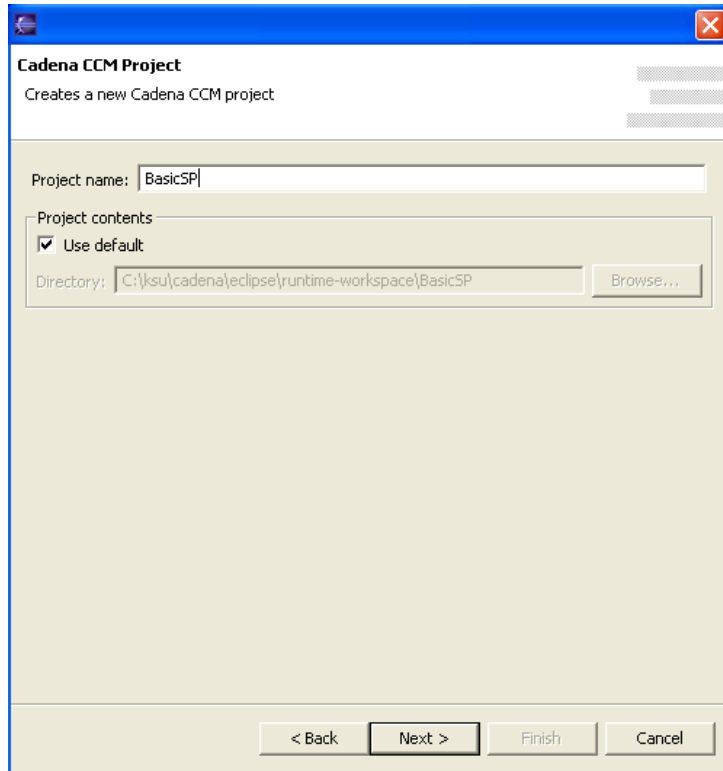 Cadena CCM Project
Creates a new Cadena CCM project
Project name: BasicSP
Project contents
Use default
Directory: C:\ksu\cadena\eclipse\runtime-workspace\BasicSP Browse...
< Back Next > Finish Cancel